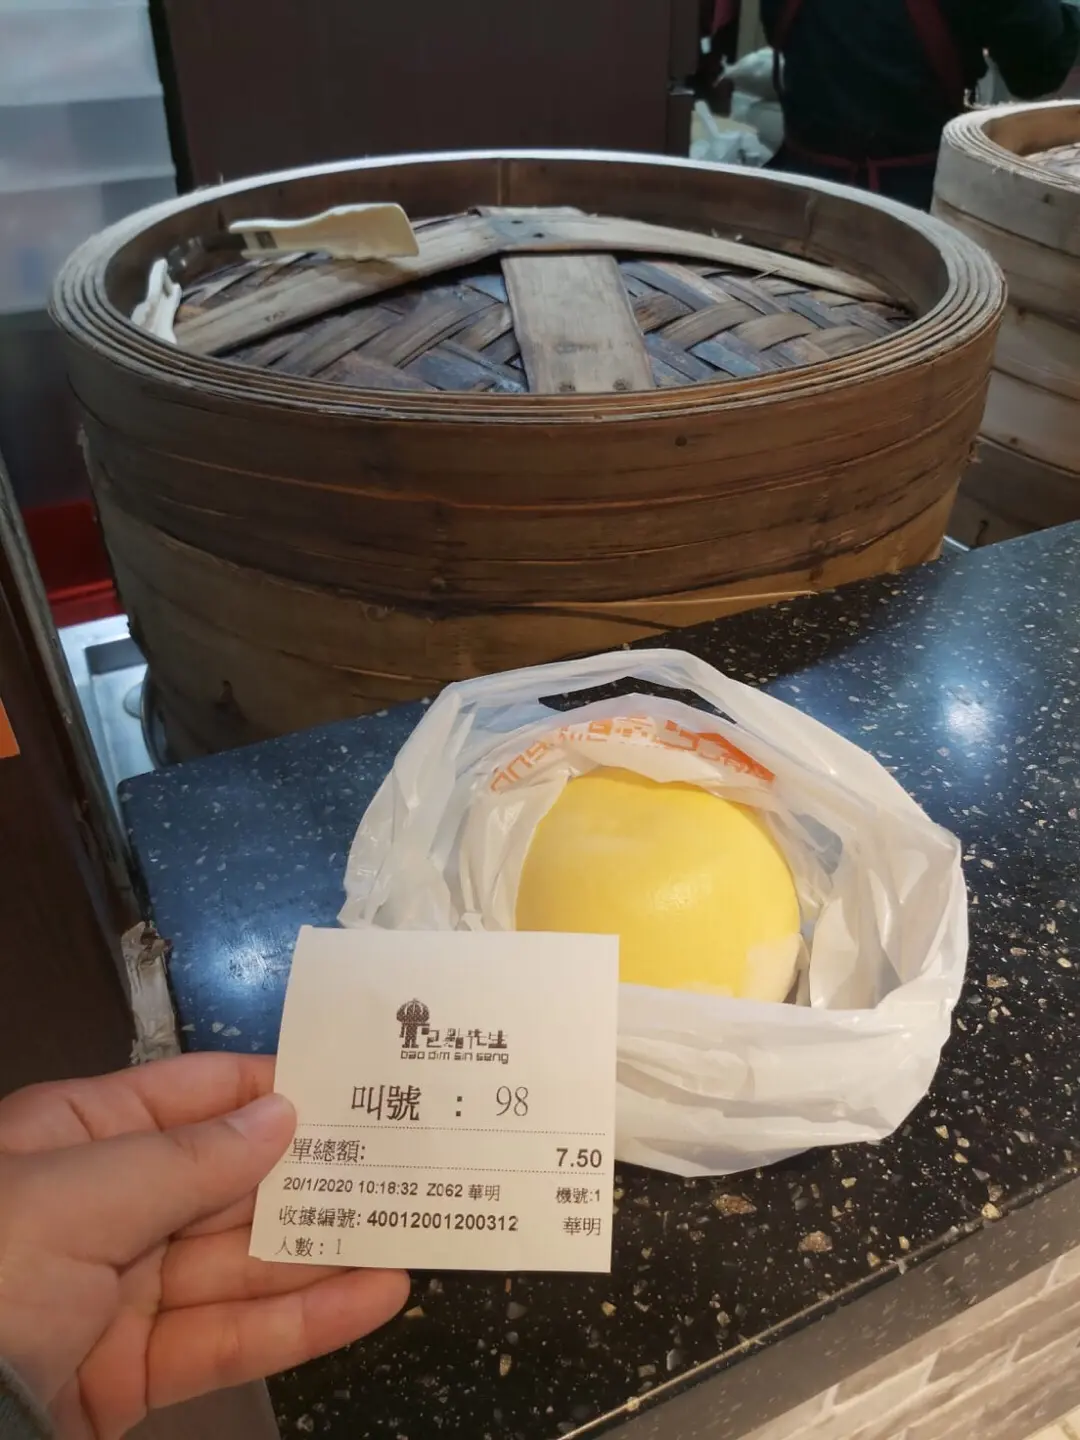 包點先生
bao dim sin seng
叫號 : 98
單總額: 7.50
20/1/2020 10:18:32 Z062 華明 機號:1
收據編號: 40012001200312 華明
人數: 1